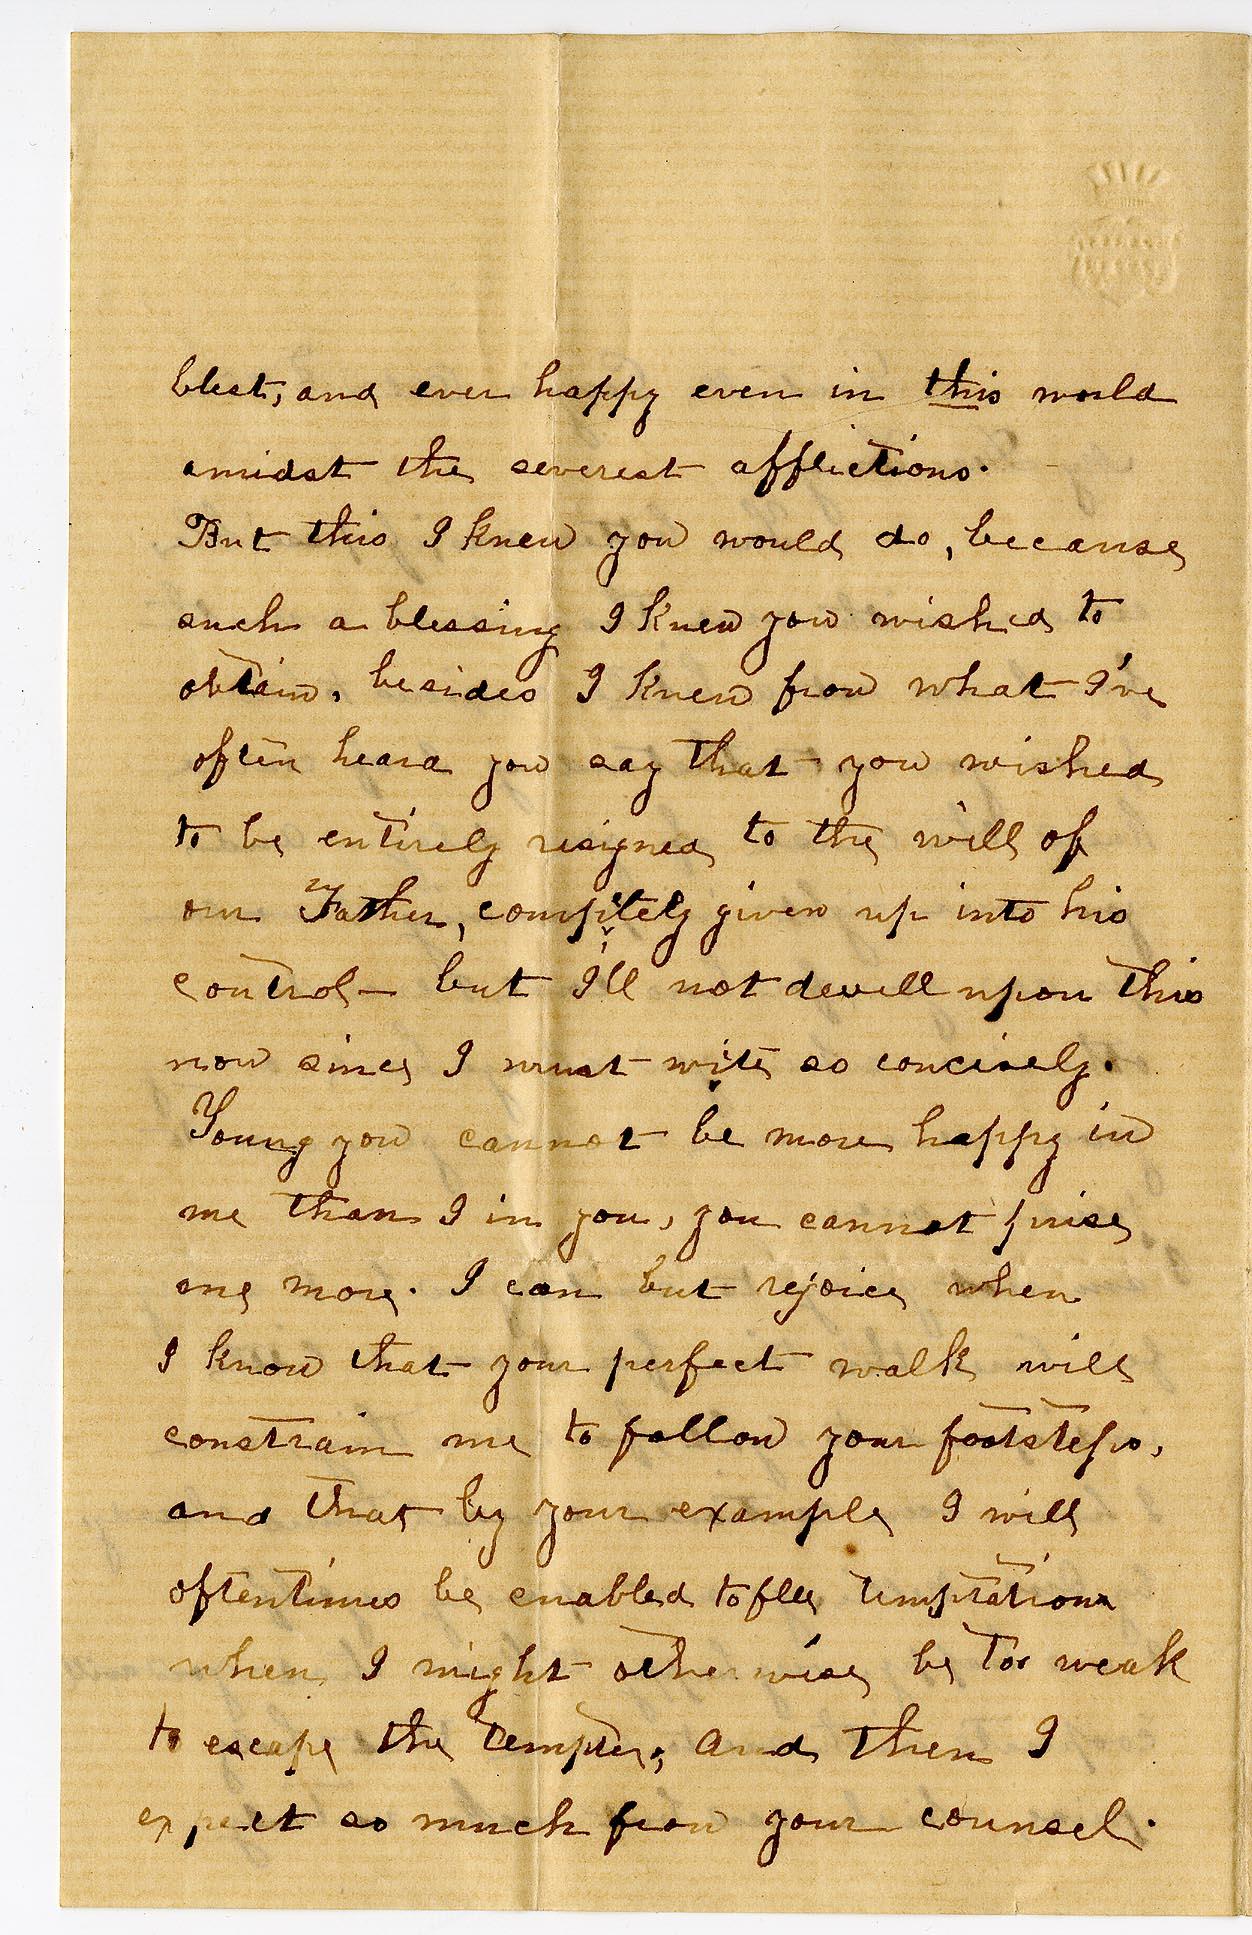 blest, and ever happy even in this world
amidst the severest afflictions.
But this I knew you would do, because
such a blessing I knew you wished to
obtain, besides I knew from what I've
often heard you say that you wished
to be entirely resigned to the will of
our Father, completely given up into his
control — but I'll not dwell upon this
now since I must write so concisely.
Young you cannot be more happy in
me than I in you, you cannot prise
me more. I can but rejoice when
I know that your perfect walk will
constrain me to follow your footsteps,
and that by your example I will
oftentimes be enabled to flee temptation
when I might otherwise be too weak
to escape the tempter; and then I
expect so much from your counsel.